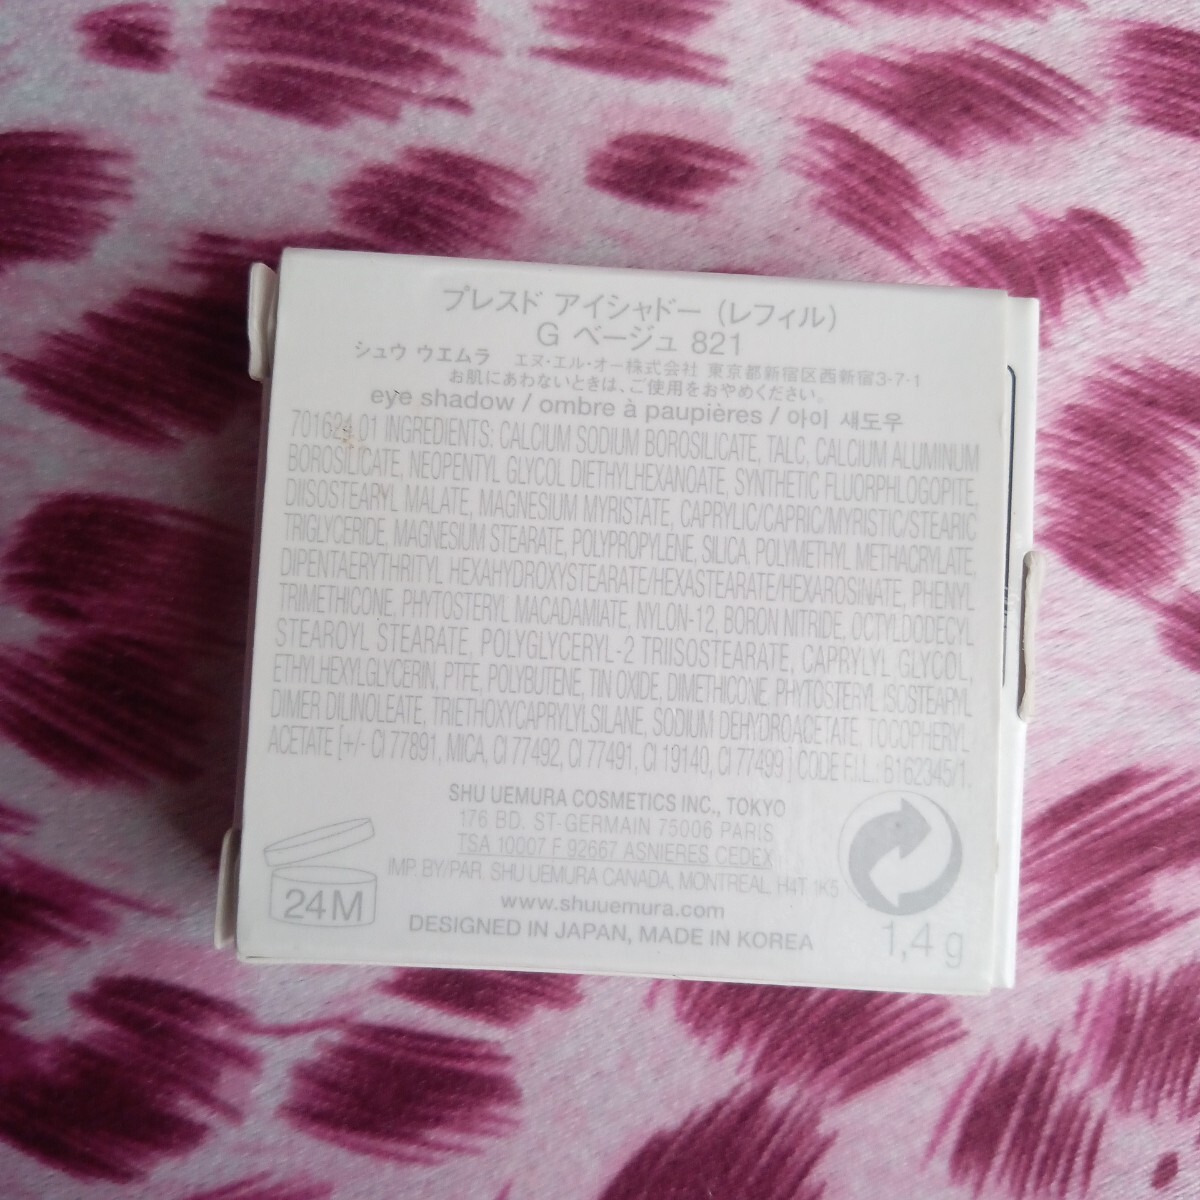 プレスド アイシャドー (レフィル)
G ベージュ 821
シュウ ウエムラ エヌ・エル・オー株式会社 東京都新宿区西新宿3-7-1
お肌にあわないときは、ご使用をおやめください。
eye shadow / ombre à paupières / 아이 섀도우
701624 01 INGREDIENTS: CALCIUM SODIUM BOROSILICATE, TALC, CALCIUM ALUMINUM
BOROSILICATE, NEOPENTYL GLYCOL DIETHYLHEXANOATE, SYNTHETIC FLUORPHLOGOPITE,
DIISOSTEARYL MALATE, MAGNESIUM MYRISTATE, CAPRYLIC/CAPRIC/MYRISTIC/STEARIC
TRIGLYCERIDE, MAGNESIUM STEARATE, POLYPROPYLENE, SILICA, POLYMETHYL METHACRYLATE,
DIPENTAERYTHRITYL HEXAHYDROXYSTEARATE/HEXASTEARATE/HEXAROSINATE, PHENYL
TRIMETHICONE, PHYTOSTERYL MACADAMIATE, NYLON-12, BORON NITRIDE, OCTYLDODECYL
STEAROYL STEARATE, POLYGLYCERYL-2 TRIISOSTEARATE, CAPRYLYL GLYCOL,
ETHYLHEXYLGLYCERIN, PTFE, POLYBUTENE, TIN OXIDE, DIMETHICONE, PHYTOSTERYL ISOSTEARYL
DIMER DILINOLEATE, TRIETHOXYCAPRYLYLSILANE, SODIUM DEHYDROACETATE, TOCOPHERYL
ACETATE [+/- CI 77891, MICA, CI 77492, CI 77491, CI 19140, CI 77499] CODE F.I.L.: B162345/1.
SHU UEMURA COSMETICS INC., TOKYO
176 BD. ST-GERMAIN 75006 PARIS
TSA 10007 F 92667 ASNIERES CEDEX
IMP. BY/PAR SHU UEMURA CANADA, MONTREAL H4T 1K5
www.shuuemura.com
DESIGNED IN JAPAN, MADE IN KOREA
24M
1,4 g